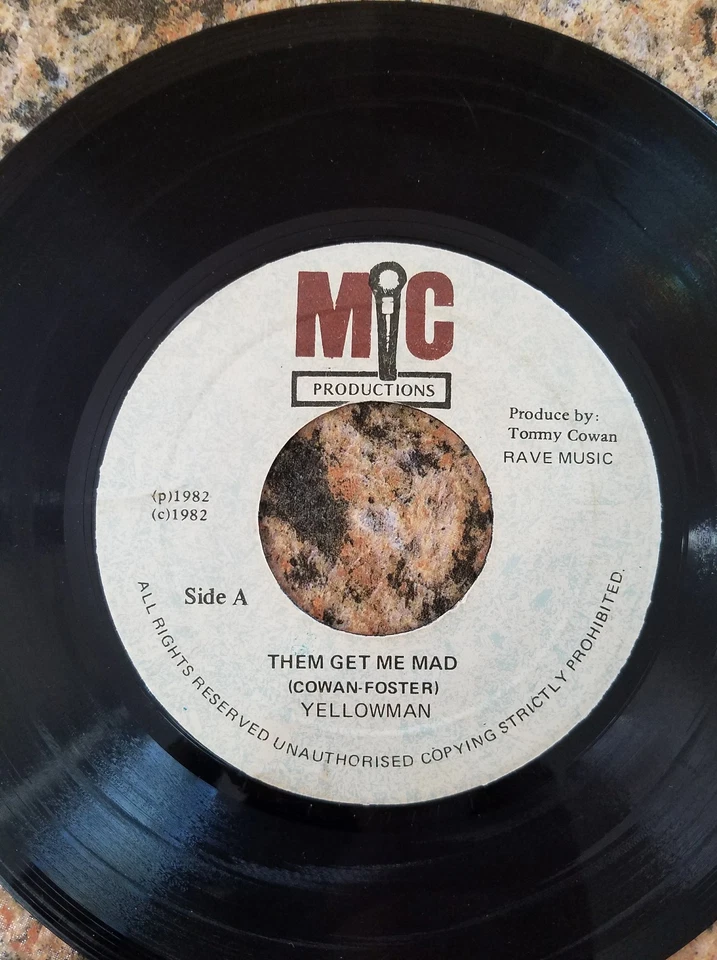 MIC
PRODUCTIONS
Produce by:
Tommy Cowan
RAVE MUSIC
(p)1982
(c)1982
Side A
THEM GET ME MAD
(COWAN-FOSTER)
YELLOWMAN
ALL RIGHTS RESERVED UNAUTHORISED COPYING STRICTLY PROHIBITED.